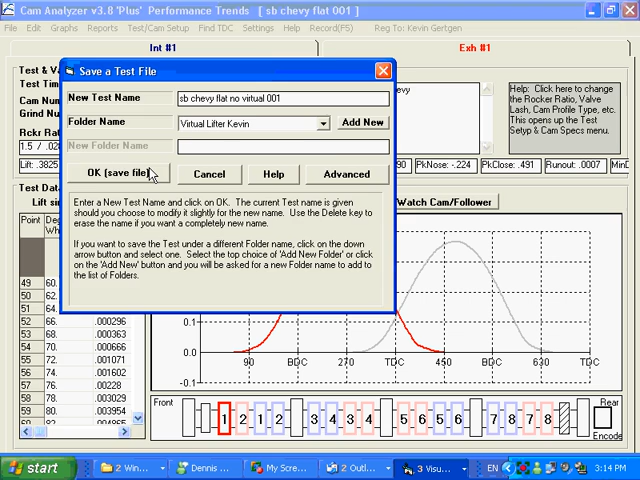 Cam Analyzer v3.8 'Plus'   Performance Trends   [ sb chevy flat 001 ]
File Edit Graphs Report Test/Cam Setup Find TDC Settings Help Record(F5) Reg To: Kevin Gertgen
Int #1 Exh #1
Save a Test File
New Test Name sb chevy flat no virtual 001
Folder Name Virtual Lifter Kevin Add New
New Folder Name
OK (save file) Cancel Help Advanced
Enter a New Test Name and click on OK. The current Test name is given
should you choose to modify it slightly for the new name. Use the Delete key to
erase the name if you want a completely new name.
If you want to save the Test under a different Folder name, click on the down
arrow button and select one. Select the top choice of 'Add New Folder' or click
on the 'Add New' button and you will be asked for a new Folder name to add to
the list of Folders.
Test & V
Test Tim
Cam Num
Grind Nu
Rckr Rati
1.5 / .02
Lift: .3825
evy
Help: Click here to change
the Rocker Ratio, Valve
Lash, Cam Profile Type, etc.
This opens up the Test
Setyp & Cam Specs menu.
490 PkNose: -.224 PkClose: .491 Runout: .0007 MinD
Test Data
Lift si
Watch Cam/Follower
Point Deg
Wh
49 60.
50 62.
51 64.
52 66. .000296
53 68. .000363
54 70. .000666
55 72. .001071
56 74. .001602
57 76. .00228
58 78. .003029
59 80. .003954
60 82. .004865
0.1
0.0
-0.1
90 BDC 270 TDC 450 BDC 630 TDC
Front 1 2 1 2 3 4 3 4 5 6 5 6 7 8 7 8 Rear
Encode
start 2 Win... Dennis ... My Scre... 2 Outl... 3 Visu... EN 3:14 PM